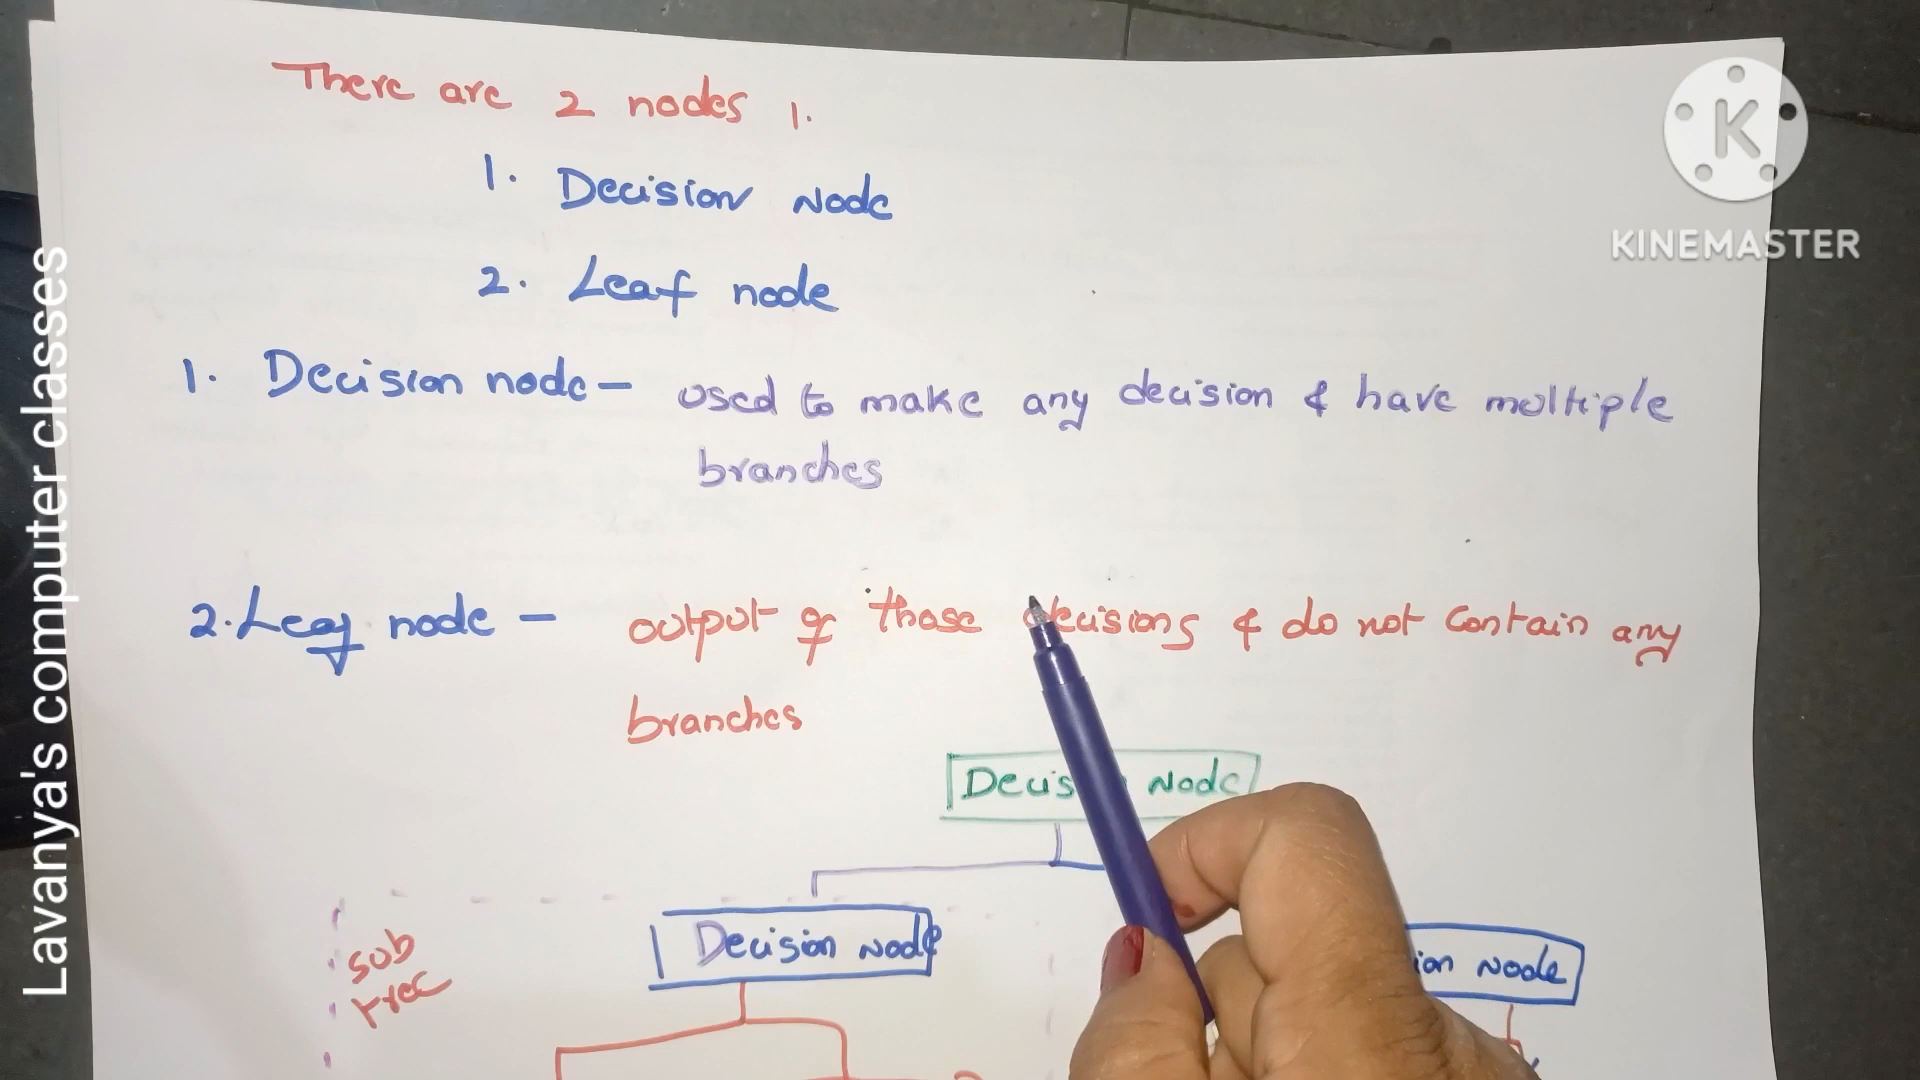 There are 2 nodes 1.
1. Decision Node
2. Leaf node
1. Decision node - used to make any decision & have multiple
branches
2. Leaf node - output of those decisions & do not contain any
branches
Decis Node
Decision node
ion Node
sub
tree
KINEMASTER
Lavanya's computer classes